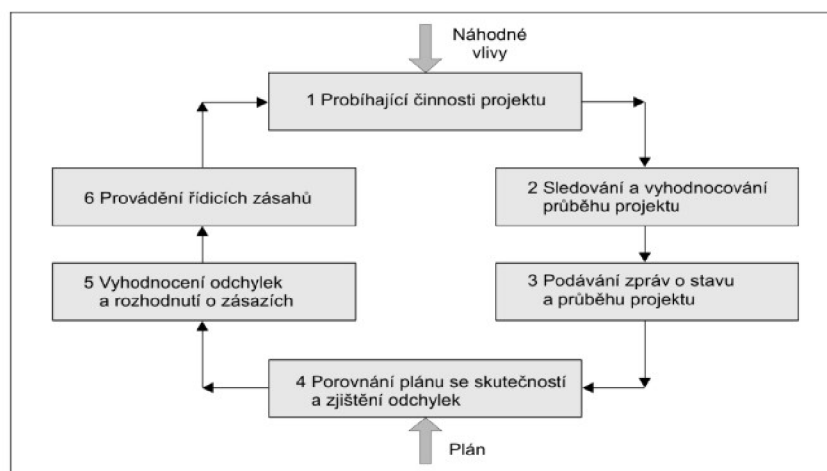 Náhodné
vlivy
1 Probíhající činnosti projektu
6 Provádění řídicích zásahů
2 Sledování a vyhodnocování
průběhu projektu
5 Vyhodnocení odchylek
a rozhodnutí o zásazích
3 Podávání zpráv o stavu
a průběhu projektu
4 Porovnání plánu se skutečností
a zjištění odchylek
Plán